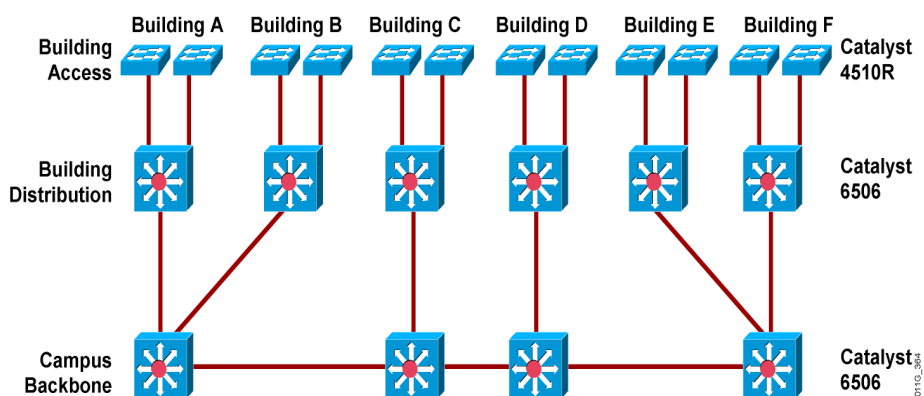 Building A
Building B
Building C
Building D
Building E
Building F
Building
Access
Catalyst
4510R
Building
Distribution
Catalyst
6506
Campus
Backbone
Catalyst
6506
011G_364